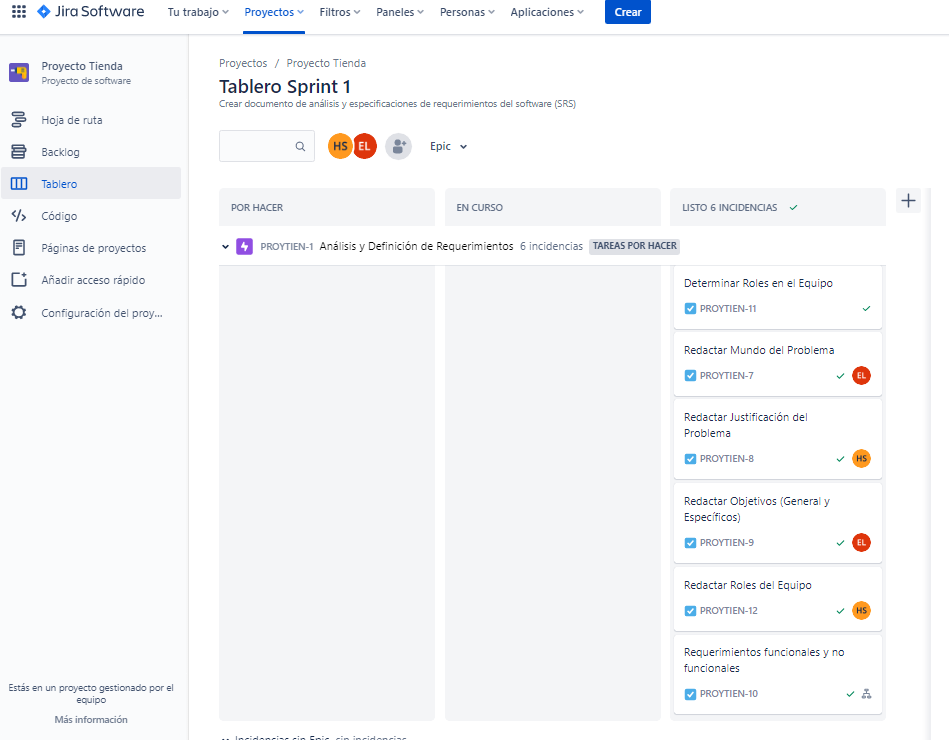 Jira Software
Tu trabajo
Proyectos
Filtros
Paneles
Personas
Aplicaciones
Crear
Proyecto Tienda
Proyecto de software
Hoja de ruta
Backlog
Tablero
Código
Páginas de proyectos
Añadir acceso rápido
Configuración del proy...
Estás en un proyecto gestionado por el
equipo
Más información
Proyectos / Proyecto Tienda
Tablero Sprint 1
Crear documento de análisis y especificaciones de requerimientos del software (SRS)
HS EL
Epic
POR HACER
EN CURSO
LISTO 6 INCIDENCIAS
PROYTIEN-1 Análisis y Definición de Requerimientos 6 incidencias TAREAS POR HACER
Determinar Roles en el Equipo
PROYTIEN-11
Redactar Mundo del Problema
PROYTIEN-7 EL
Redactar Justificación del
Problema
PROYTIEN-8 HS
Redactar Objetivos (General y
Específicos)
PROYTIEN-9 EL
Redactar Roles del Equipo
PROYTIEN-12 HS
Requerimientos funcionales y no
funcionales
PROYTIEN-10
Incidencias sin Epic sin incidencias